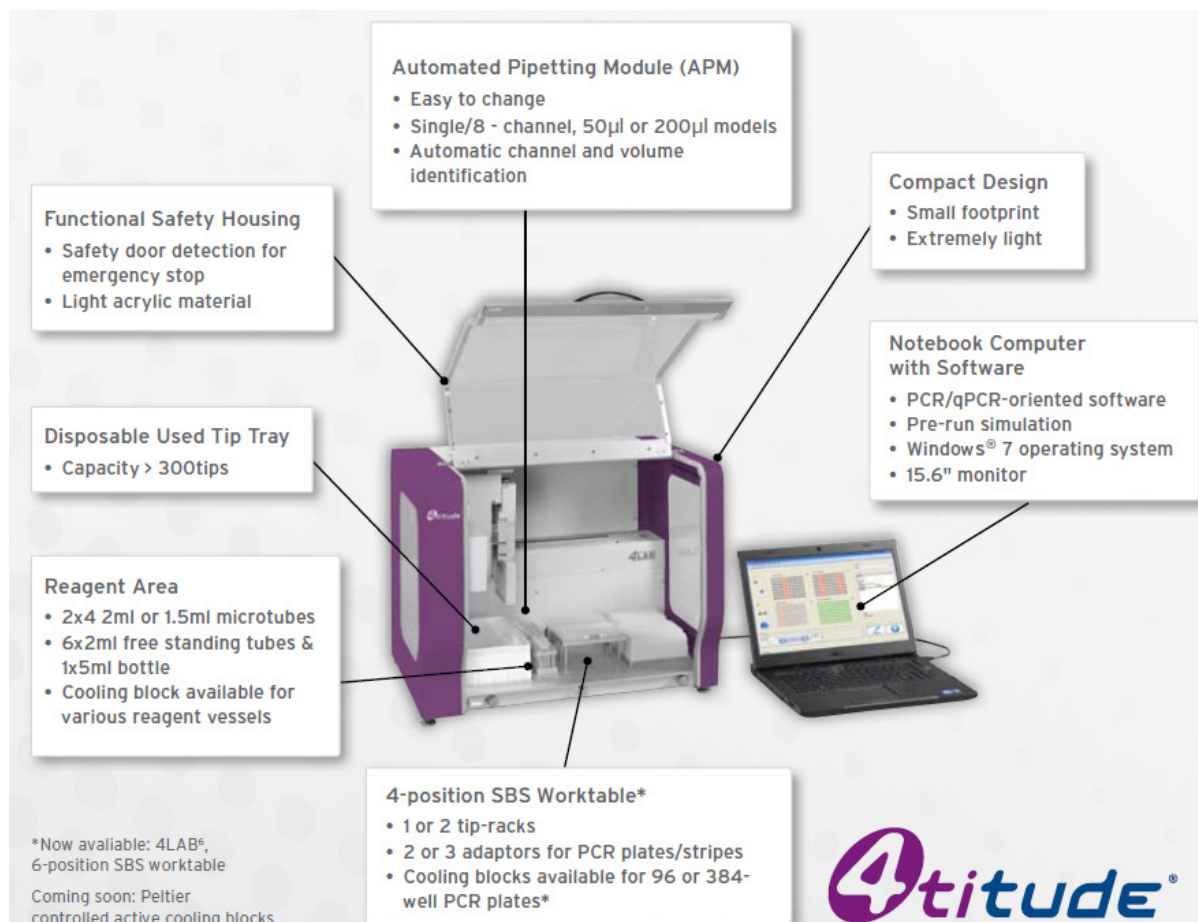 Automated Pipetting Module (APM)
• Easy to change
• Single/8 - channel, 50µl or 200µl models
• Automatic channel and volume
identification
Functional Safety Housing
• Safety door detection for
emergency stop
• Light acrylic material
Compact Design
• Small footprint
• Extremely light
Notebook Computer
with Software
• PCR/qPCR-oriented software
• Pre-run simulation
• Windows® 7 operating system
• 15.6" monitor
Disposable Used Tip Tray
• Capacity > 300tips
4titude
4LAB
Reagent Area
• 2x4 2ml or 1.5ml microtubes
• 6x2ml free standing tubes &
1x5ml bottle
• Cooling block available for
various reagent vessels
4-position SBS Worktable*
• 1 or 2 tip-racks
• 2 or 3 adaptors for PCR plates/stripes
• Cooling blocks available for 96 or 384-
well PCR plates*
*Now avaliable: 4LAB⁶,
6-position SBS worktable
Coming soon: Peltier
controlled active cooling blocks
4titude®